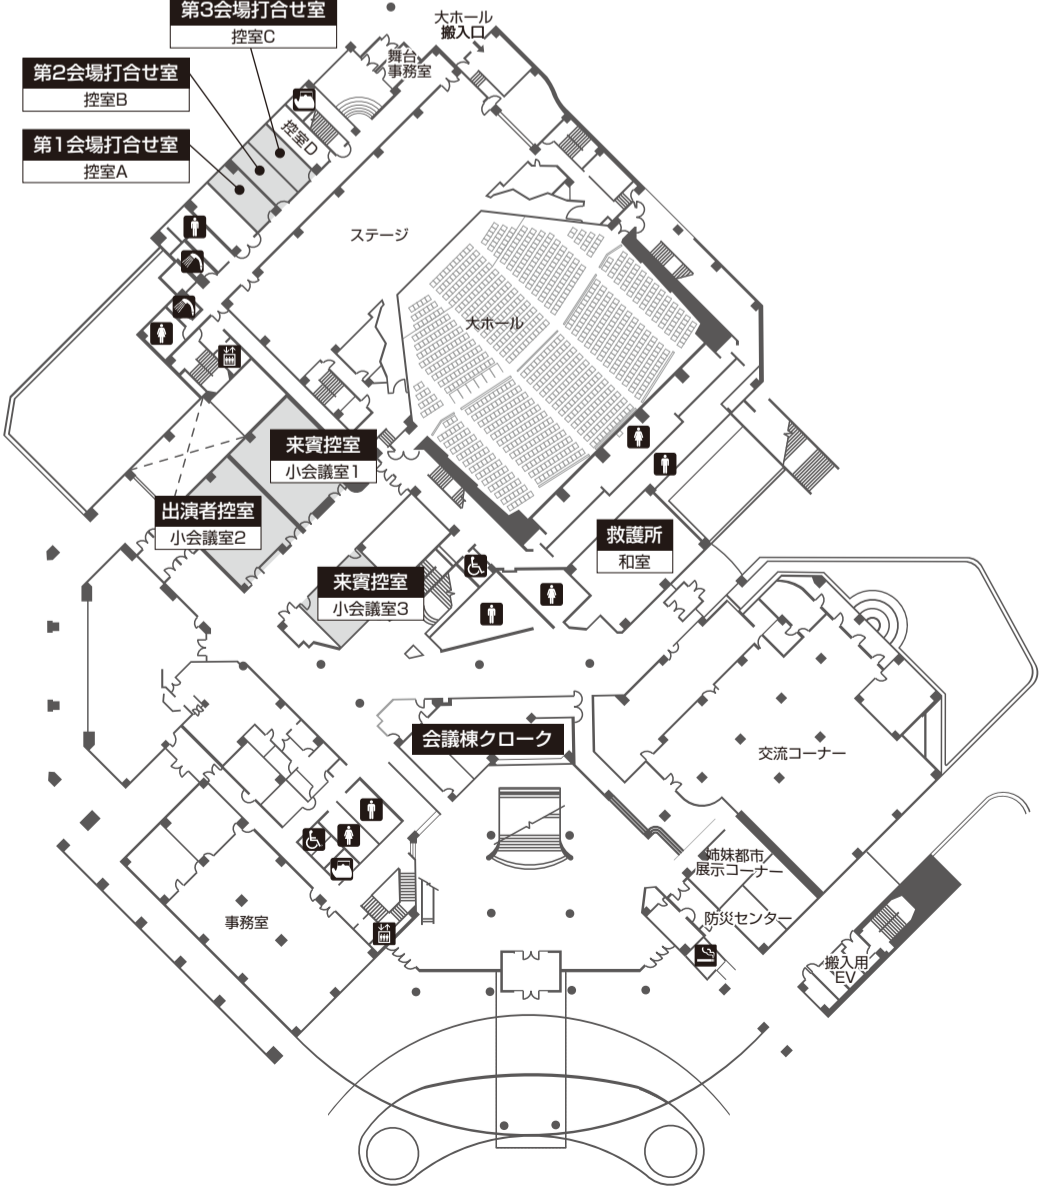 第3会場打合せ室
控室C
大ホール
搬入口
第2会場打合せ室
控室B
舞台
事務室
第1会場打合せ室
控室A
控室D
ステージ
大ホール
来賓控室
小会議室1
出演者控室
小会議室2
救護所
和室
来賓控室
小会議室3
会議棟クローク
交流コーナー
姉妹都市
展示コーナー
防災センター
事務室
搬入用
EV